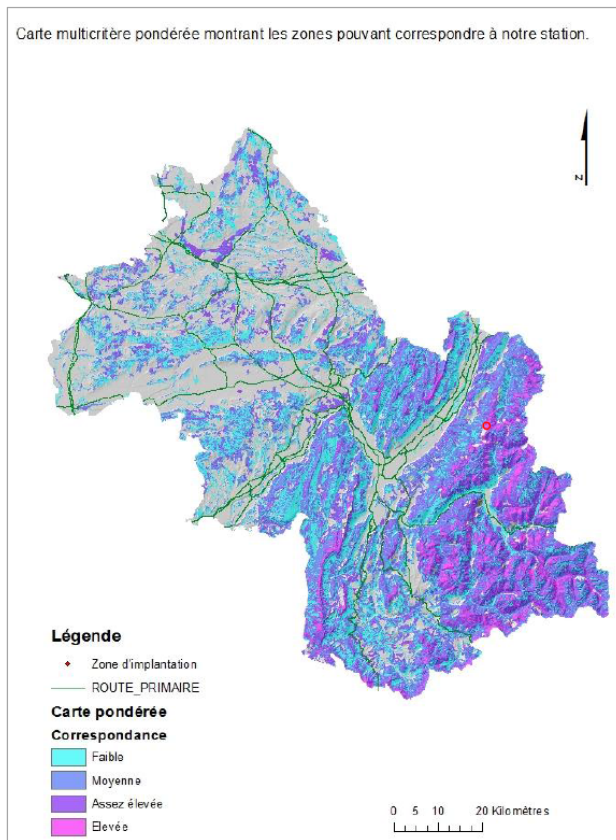 Carte multicritère pondérée montrant les zones pouvant correspondre à notre station.
N
Légende
Zone d'implantation
ROUTE_PRIMAIRE
Carte pondérée
Correspondance
Faible
Moyenne
Assez élevée
Elevée
0 5 10 20 Kilomètres